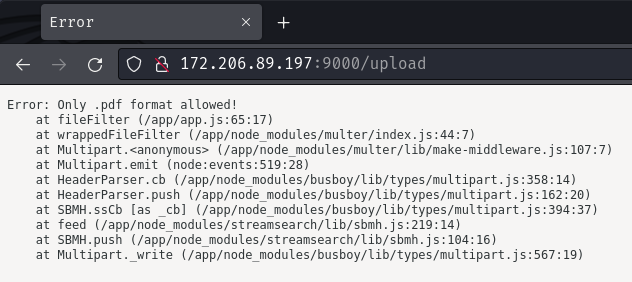 Error
172.206.89.197:9000/upload
Error: Only .pdf format allowed!
at fileFilter (/app/app.js:65:17)
at wrappedFileFilter (/app/node_modules/multer/index.js:44:7)
at Multipart.<anonymous> (/app/node_modules/multer/lib/make-middleware.js:107:7)
at Multipart.emit (node:events:519:28)
at HeaderParser.cb (/app/node_modules/busboy/lib/types/multipart.js:358:14)
at HeaderParser.push (/app/node_modules/busboy/lib/types/multipart.js:162:20)
at SBMH.ssCb [as _cb] (/app/node_modules/busboy/lib/types/multipart.js:394:37)
at feed (/app/node_modules/streamsearch/lib/sbmh.js:219:14)
at SBMH.push (/app/node_modules/streamsearch/lib/sbmh.js:104:16)
at Multipart._write (/app/node_modules/busboy/lib/types/multipart.js:567:19)